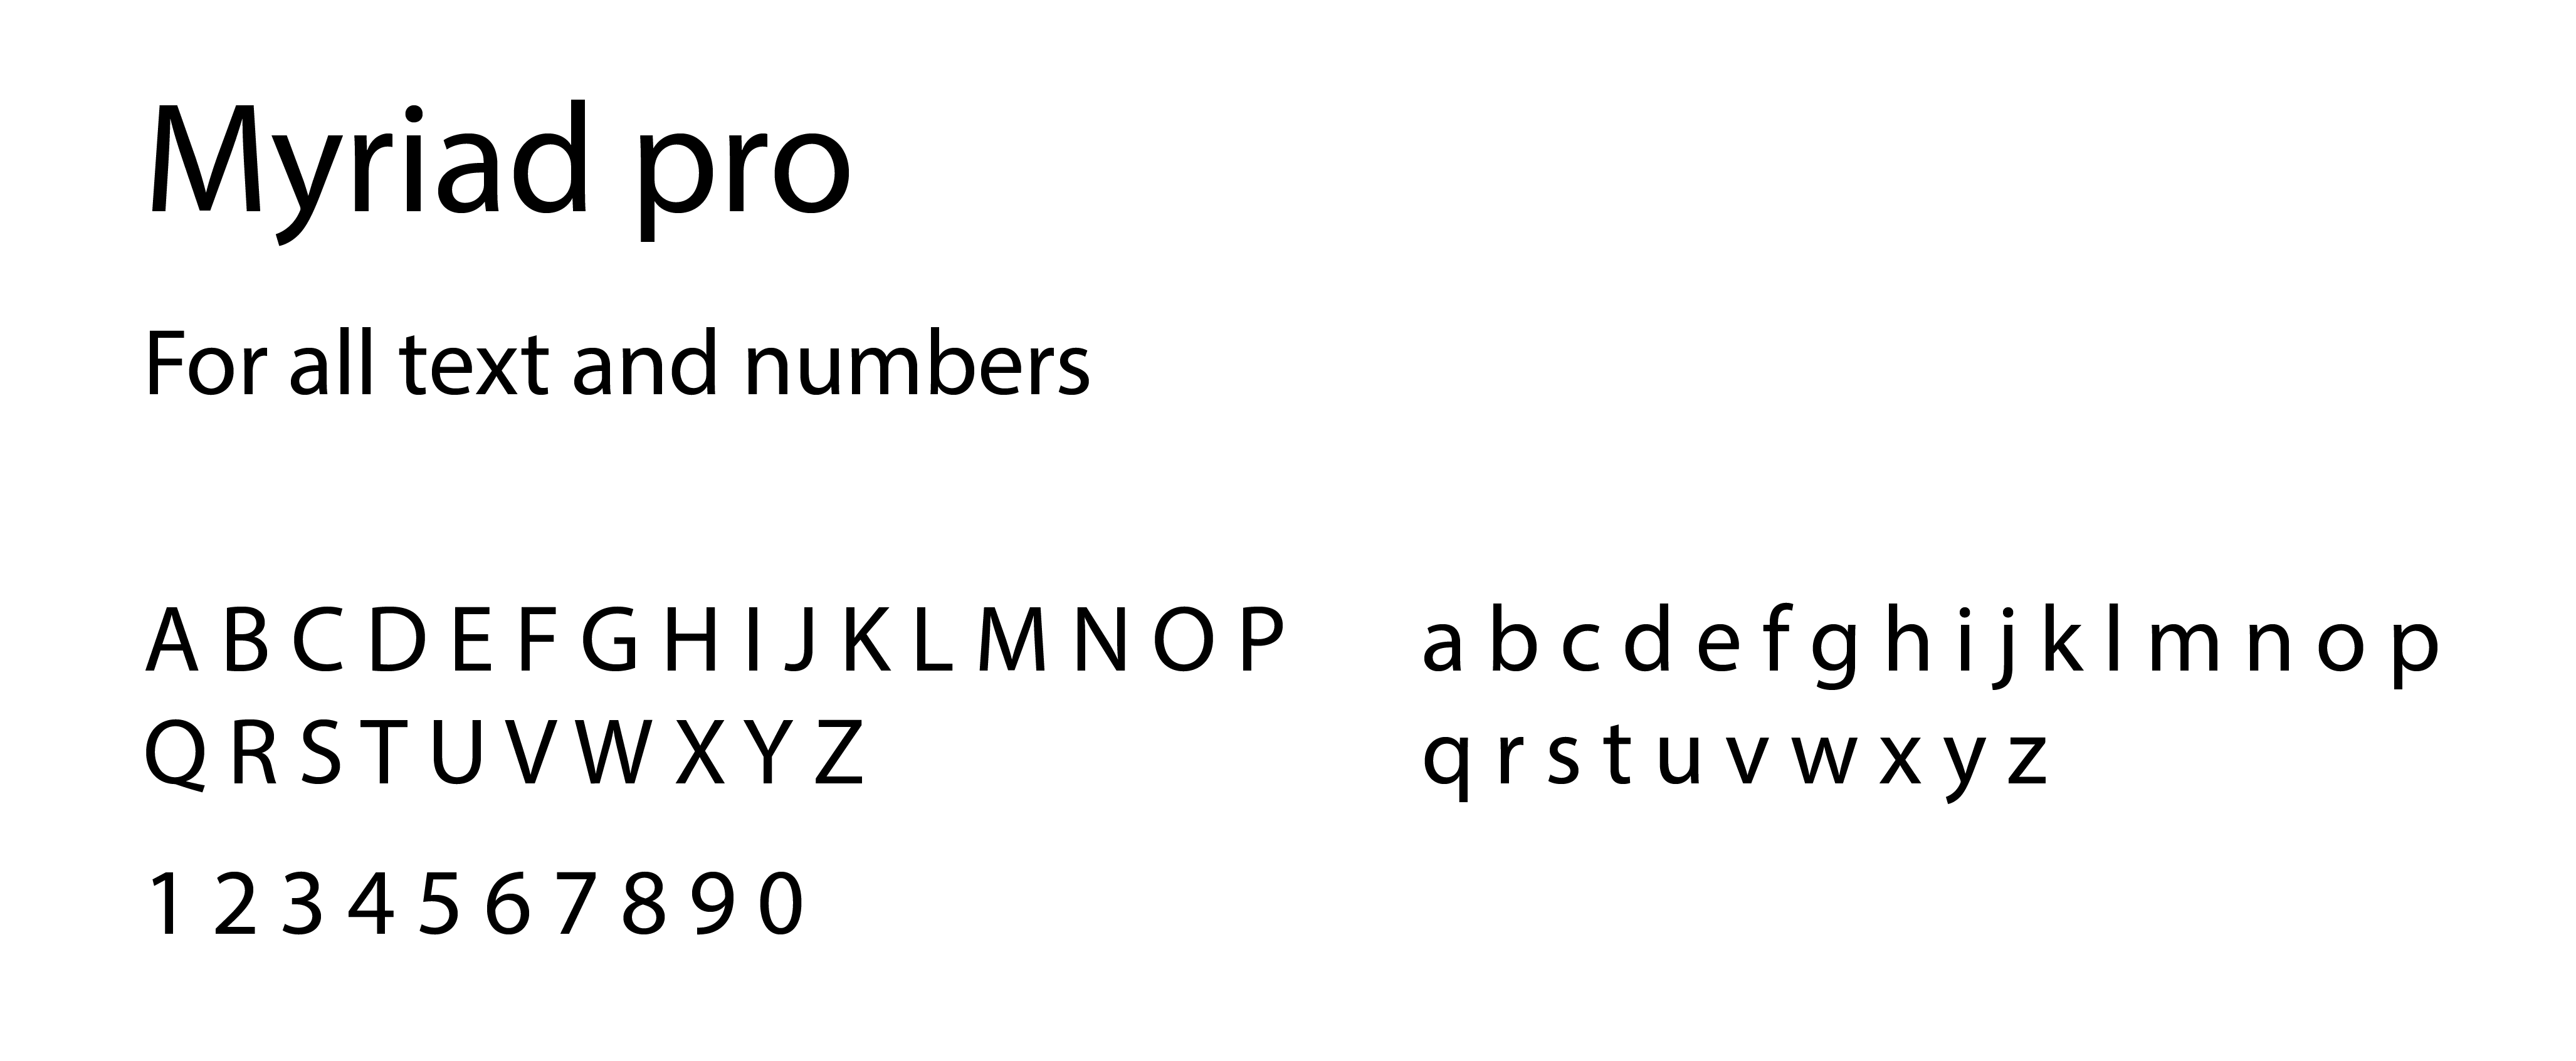 Myriad pro
For all text and numbers
A B C D E F G H I J K L M N O P
Q R S T U V W X Y Z
1 2 3 4 5 6 7 8 9 0
a b c d e f g h i j k l m n o p
q r s t u v w x y z